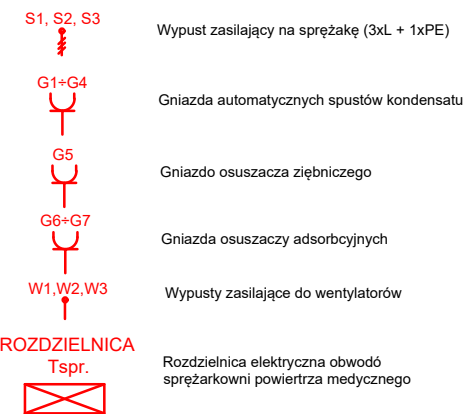 S1, S2, S3
Wypust zasilający na sprężakę (3xL + 1xPE)
G1÷G4
Gniazda automatycznych spustów kondensatu
G5
Gniazdo osuszacza ziębniczego
G6÷G7
Gniazda osuszaczy adsorbcyjnych
W1,W2,W3
Wypusty zasilające do wentylatorów
ROZDZIELNICA
Tspr.
Rozdzielnica elektryczna obwodó
sprężarkowni powiertrza medycznego